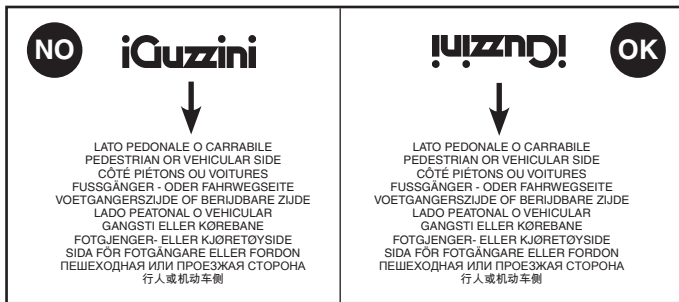 NO
iGuzzini
LATO PEDONALE O CARRABILE
PEDESTRIAN OR VEHICULAR SIDE
CÔTÉ PIÉTONS OU VOITURES
FUSSGÄNGER - ODER FAHRWEGSEITE
VOETGANGERSZIJDE OF BERIJDBARE ZIJDE
LADO PEATONAL O VEHICULAR
GANGSTI ELLER KØREBANE
FOTGJENGER- ELLER KJØRETØYSIDE
SIDA FÖR FOTGÄNGARE ELLER FORDON
ПЕШЕХОДНАЯ ИЛИ ПРОЕЗЖАЯ СТОРОНА
行人或机动车侧
iGuzzini
OK
LATO PEDONALE O CARRABILE
PEDESTRIAN OR VEHICULAR SIDE
CÔTÉ PIÉTONS OU VOITURES
FUSSGÄNGER - ODER FAHRWEGSEITE
VOETGANGERSZIJDE OF BERIJDBARE ZIJDE
LADO PEATONAL O VEHICULAR
GANGSTI ELLER KØREBANE
FOTGJENGER- ELLER KJØRETØYSIDE
SIDA FÖR FOTGÄNGARE ELLER FORDON
ПЕШЕХОДНАЯ ИЛИ ПРОЕЗЖАЯ СТОРОНА
行人或机动车侧